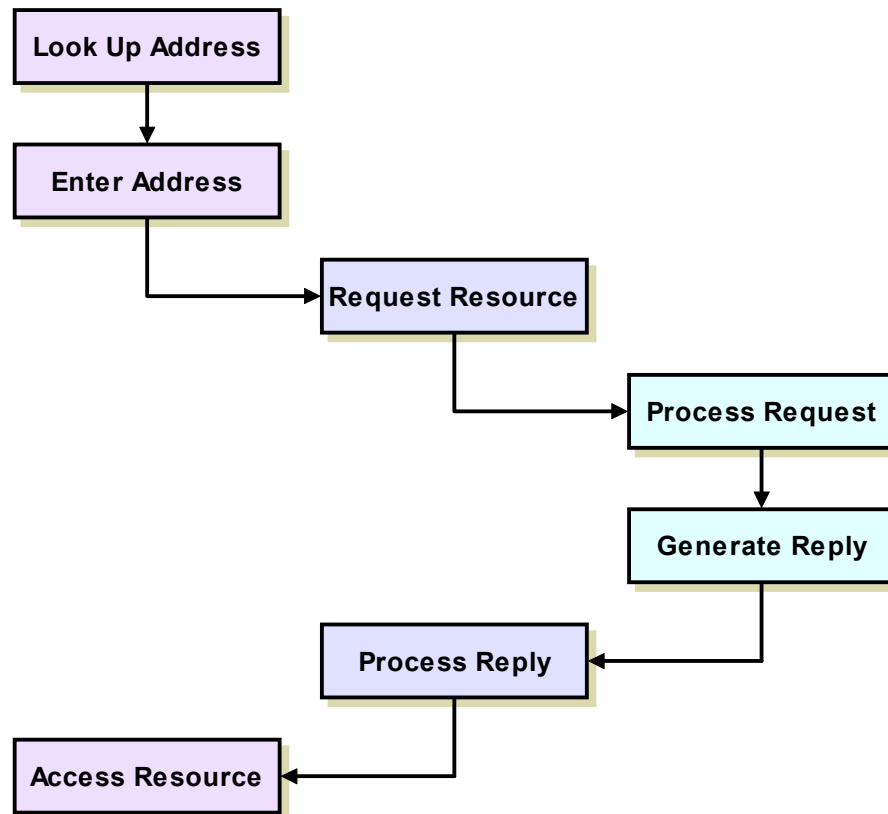 Look Up Address
Enter Address
Request Resource
Process Request
Generate Reply
Process Reply
Access Resource